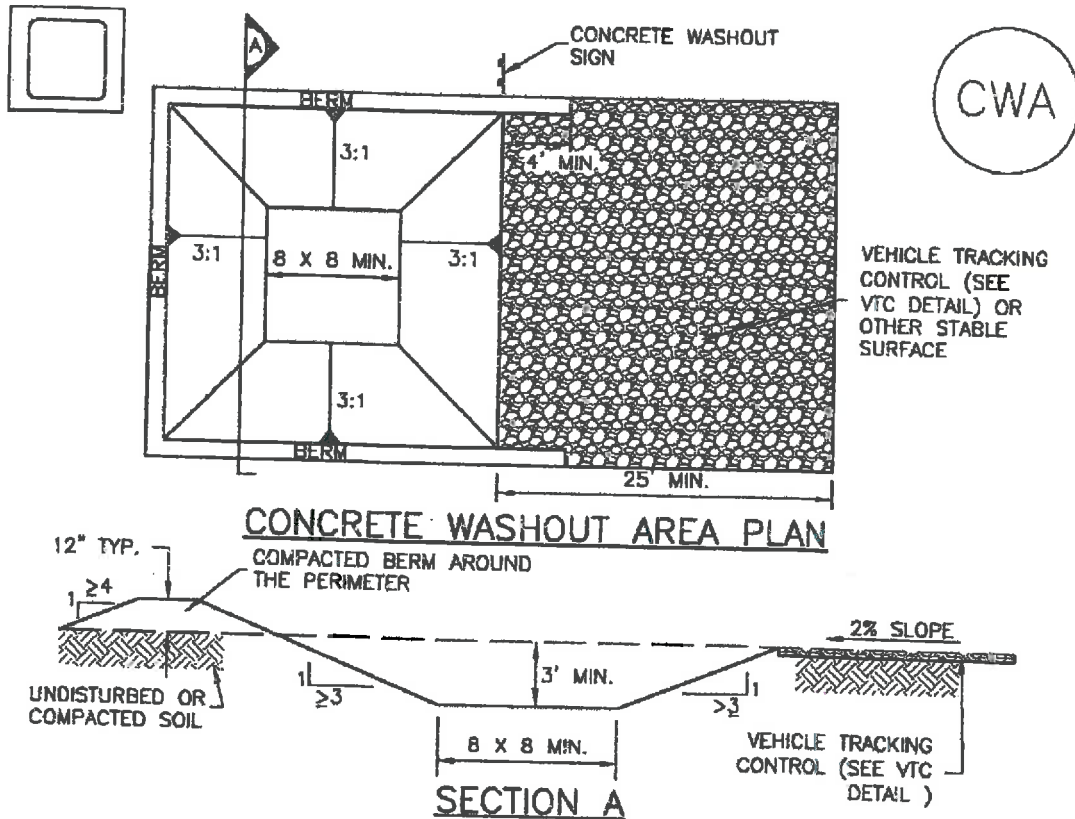 A
CONCRETE WASHOUT
SIGN
CWA
BERM
3:1
4' MIN.
BERM
3:1
8 X 8 MIN.
3:1
VEHICLE TRACKING
CONTROL (SEE
VTC DETAIL) OR
OTHER STABLE
SURFACE
3:1
BERM
25' MIN.
CONCRETE WASHOUT AREA PLAN
12" TYP.
COMPACTED BERM AROUND
THE PERIMETER
1
≥4
2% SLOPE
UNDISTURBED OR
COMPACTED SOIL
1
≥3
3' MIN.
1
>3
8 X 8 MIN.
VEHICLE TRACKING
CONTROL (SEE VTC
DETAIL )
SECTION A